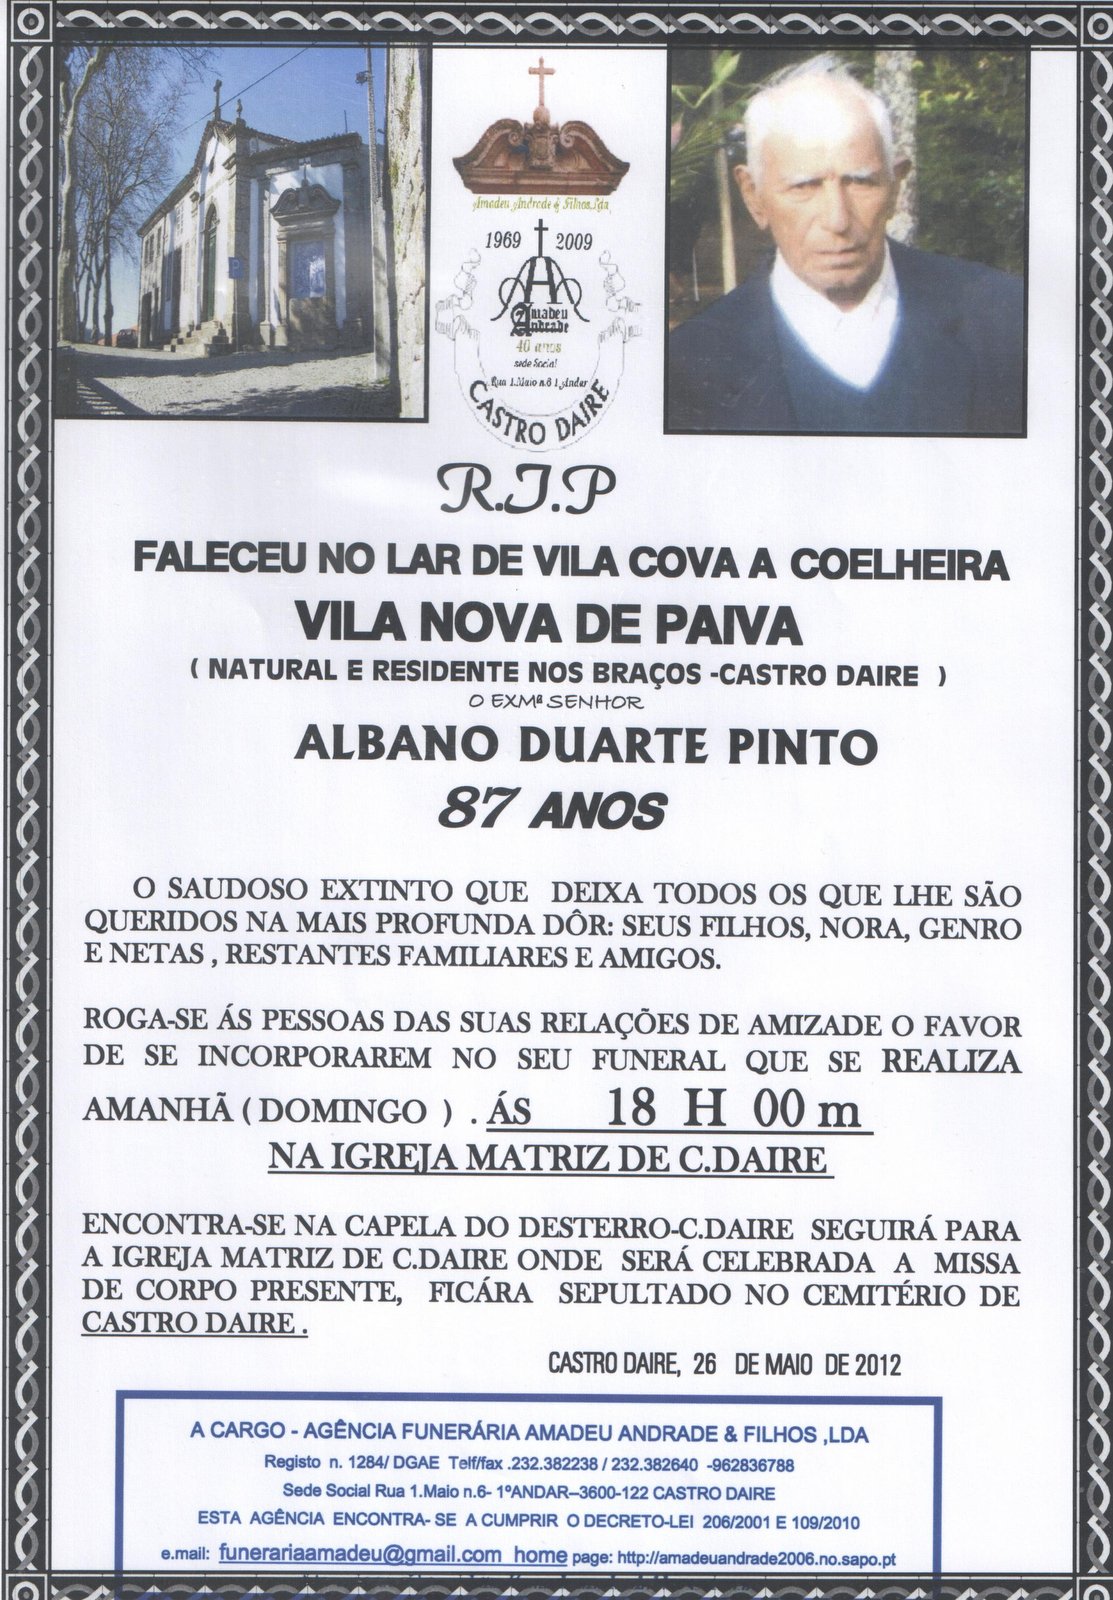 Amadeu Andrade & Filhos, Lda
1969 2009
AA
Amadeu
Andrade
40 anos
sede Social
Rua 1.Maio n.8 1.Andar
CASTRO DAIRE
R.I.P
FALECEU NO LAR DE VILA COVA A COELHEIRA
VILA NOVA DE PAIVA
( NATURAL E RESIDENTE NOS BRAÇOS -CASTRO DAIRE )
O EXMª SENHOR
ALBANO DUARTE PINTO
87 ANOS
O SAUDOSO EXTINTO QUE DEIXA TODOS OS QUE LHE SÃO
QUERIDOS NA MAIS PROFUNDA DÔR: SEUS FILHOS, NORA, GENRO
E NETAS , RESTANTES FAMILIARES E AMIGOS.
ROGA-SE ÁS PESSOAS DAS SUAS RELAÇÕES DE AMIZADE O FAVOR
DE SE INCORPORAREM NO SEU FUNERAL QUE SE REALIZA
AMANHÃ ( DOMINGO ) . ÁS 18 H 00 m
NA IGREJA MATRIZ DE C.DAIRE
ENCONTRA-SE NA CAPELA DO DESTERRO-C.DAIRE SEGUIRÁ PARA
A IGREJA MATRIZ DE C.DAIRE ONDE SERÁ CELEBRADA A MISSA
DE CORPO PRESENTE, FICÁRA SEPULTADO NO CEMITÉRIO DE
CASTRO DAIRE .
CASTRO DAIRE, 26 DE MAIO DE 2012
A CARGO - AGÊNCIA FUNERÁRIA AMADEU ANDRADE & FILHOS ,LDA
Registo n. 1284/ DGAE Telf/fax .232.382238 / 232.382640 -962836788
Sede Social Rua 1.Maio n.6- 1ºANDAR--3600-122 CASTRO DAIRE
ESTA AGÊNCIA ENCONTRA- SE A CUMPRIR O DECRETO-LEI 206/2001 E 109/2010
e.mail: funerariaamadeu@gmail.com home page: http://amadeuandrade2006.no.sapo.pt